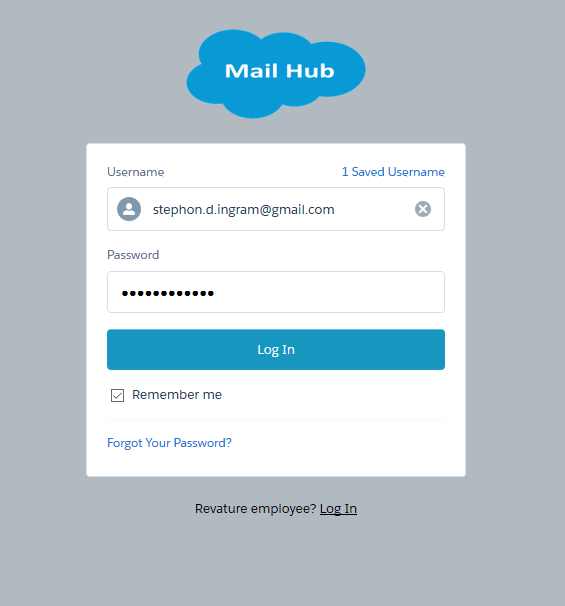 Mail Hub
Username
1 Saved Username
stephon.d.ingram@gmail.com
Password
••••••••••••
Log In
Remember me
Forgot Your Password?
Revature employee? Log In